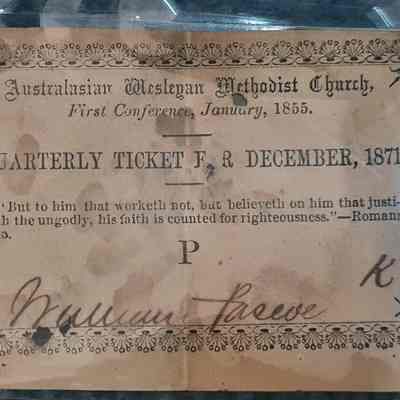 Australasian Wesleyan Methodist Church,
First Conference, January, 1855.
UARTERLY TICKET F R DECEMBER, 1871
"But to him that worketh not, but believeth on him that justi-
h the ungodly, his faith is counted for righteousness."—Romans
P
K
William Pascoe